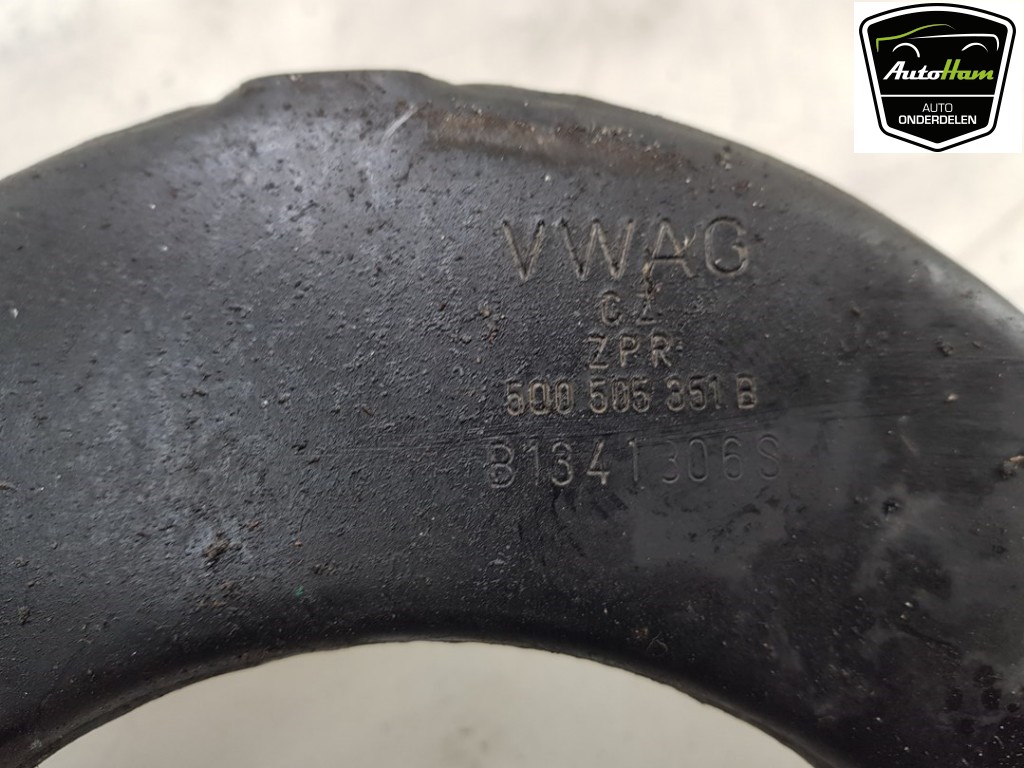 AutoHam
AUTO
ONDERDELEN
VWAG
CZ
ZPR
5Q0 505 351 B
B1341306S